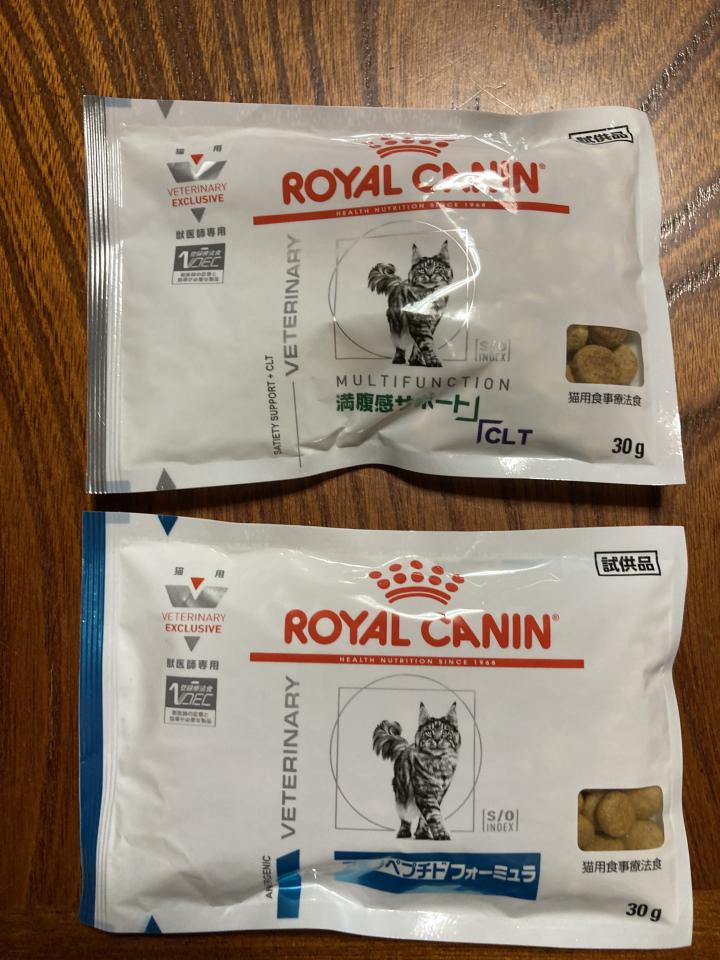 試供品
猫 用
VETERINARY
EXCLUSIVE
獣医師専用
ROYAL CANIN®
HEALTH NUTRITION SINCE 1968
VETERINARY
SATIETY SUPPORT + CLT
S/O
INDEX
MULTIFUNCTION
満腹感サポート」
「CLT
猫用食事療法食
30g
試供品
猫 用
VETERINARY
EXCLUSIVE
獣医師専用
ROYAL CANIN®
HEALTH NUTRITION SINCE 1968
VETERINARY
S/O
INDEX
ペプチドフォーミュラ
猫用食事療法食
30g